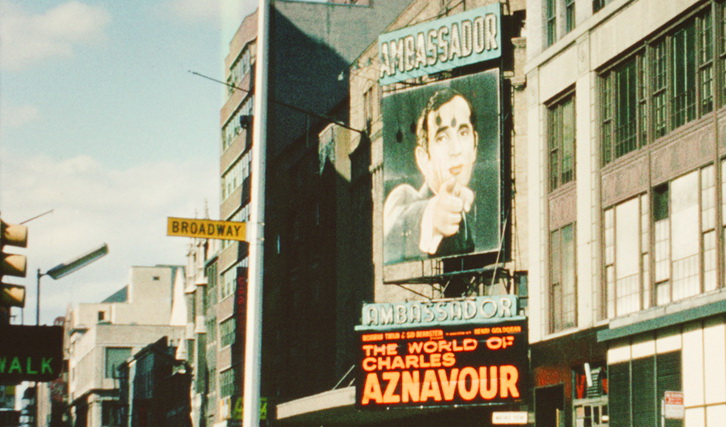 AMBASSADOR
BROADWAY
AMBASSADOR
THE WORLD OF
CHARLES
AZNAVOUR
WALK